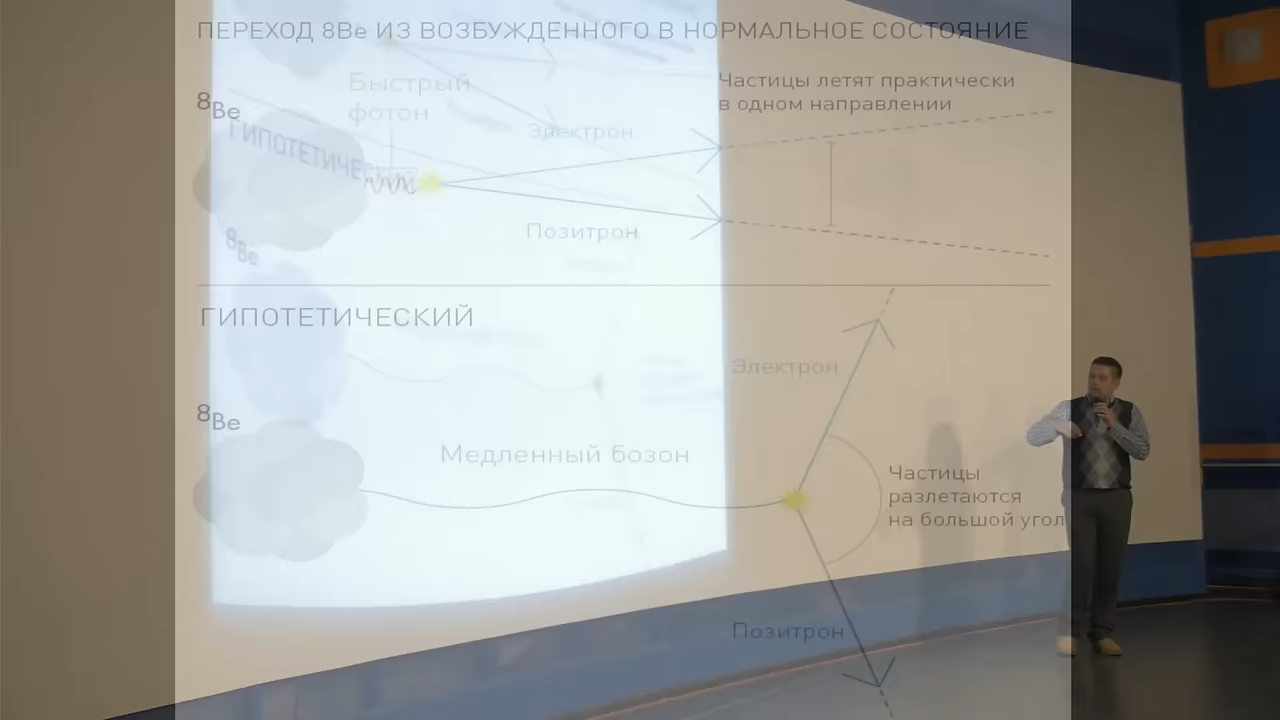 ПЕРЕХОД 8Be ИЗ ВОЗБУЖДЕННОГО В НОРМАЛЬНОЕ СОСТОЯНИЕ
Быстрый
фотон
Частицы летят практически
в одном направлении
8Be
Электрон
ГИПОТЕТИЧЕСКИЙ
Позитрон
8Be
ГИПОТЕТИЧЕСКИЙ
Электрон
8Be
Медленный бозон
Частицы
разлетаются
на большой угол
Позитрон